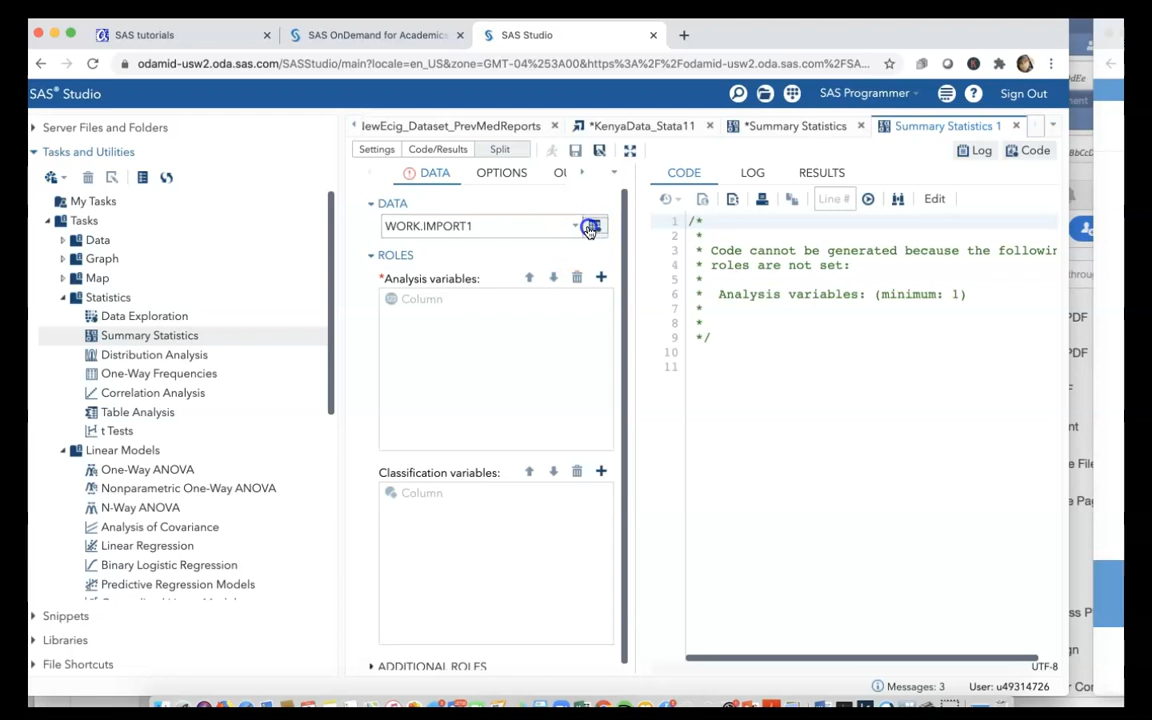 SAS tutorials
SAS OnDemand for Academics
SAS Studio
odamid-usw2.oda.sas.com/SASStudio/main?locale=en_US&zone=GMT-04%253A00&https%3A%2F%2Fodamid-usw2.oda.sas.com%2FSA...
SAS® Studio
SAS Programmer
Sign Out
Server Files and Folders
Tasks and Utilities
My Tasks
Tasks
Data
Graph
Map
Statistics
Data Exploration
Summary Statistics
Distribution Analysis
One-Way Frequencies
Correlation Analysis
Table Analysis
t Tests
Linear Models
One-Way ANOVA
Nonparametric One-Way ANOVA
N-Way ANOVA
Analysis of Covariance
Linear Regression
Binary Logistic Regression
Predictive Regression Models
Snippets
Libraries
File Shortcuts
IewEcig_Dataset_PrevMedReports
*KenyaData_Stata11
*Summary Statistics
Summary Statistics 1
Settings
Code/Results
Split
Log
Code
DATA
OPTIONS
OU
DATA
WORK.IMPORT1
ROLES
*Analysis variables:
Column
Classification variables:
Column
ADDITIONAL ROLES
CODE
LOG
RESULTS
Line #
Edit
1 /*
2 *
3 * Code cannot be generated because the following
4 * roles are not set:
5 *
6 * Analysis variables: (minimum: 1)
7 *
8 *
9 */
10
11
UTF-8
Messages: 3
User: u49314726
PDF
PDF